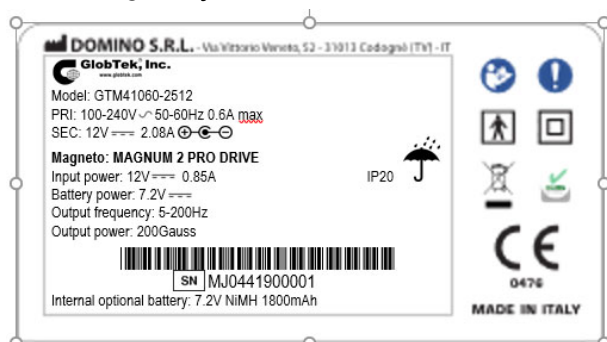 DOMINO S.R.L. - Via Vittorio Veneto, 52 - 31013 Codognè (TV) - IT
GlobTek, Inc.
www.globtek.com
Model: GTM41060-2512
PRI: 100-240V 50-60Hz 0.6A max
SEC: 12V 2.08A
Magneto: MAGNUM 2 PRO DRIVE
Input power: 12V 0.85A
IP20
Battery power: 7.2V
Output frequency: 5-200Hz
Output power: 200Gauss
SN MJ0441900001
Internal optional battery: 7.2V NiMH 1800mAh
CE
0476
MADE IN ITALY